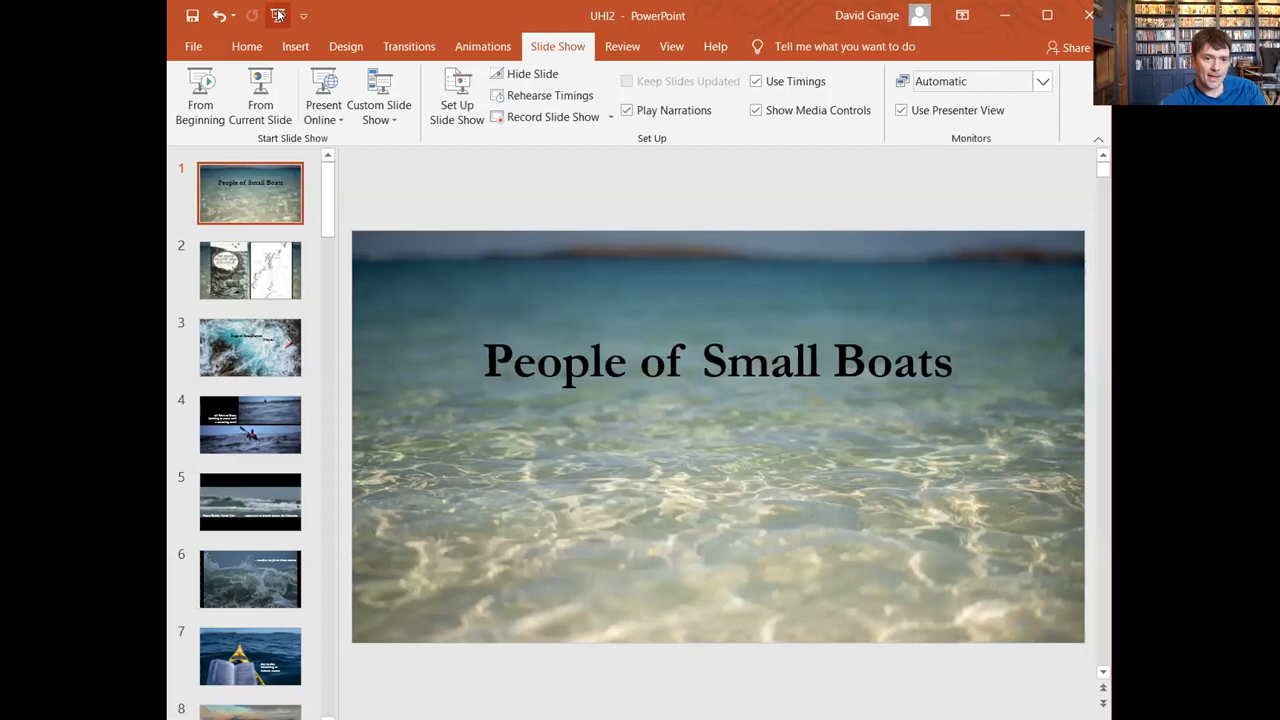 UHI2 - PowerPoint
David Gange
File Home Insert Design Transitions Animations Slide Show Review View Help Tell me what you want to do Share
From Beginning
From Current Slide
Present Online
Custom Slide Show
Start Slide Show
Set Up Slide Show
Hide Slide
Rehearse Timings
Record Slide Show
Keep Slides Updated
Play Narrations
Use Timings
Show Media Controls
Set Up
Automatic
Use Presenter View
Monitors
1
People of Small Boats
2
3
4
5
6
7
8
People of Small Boats